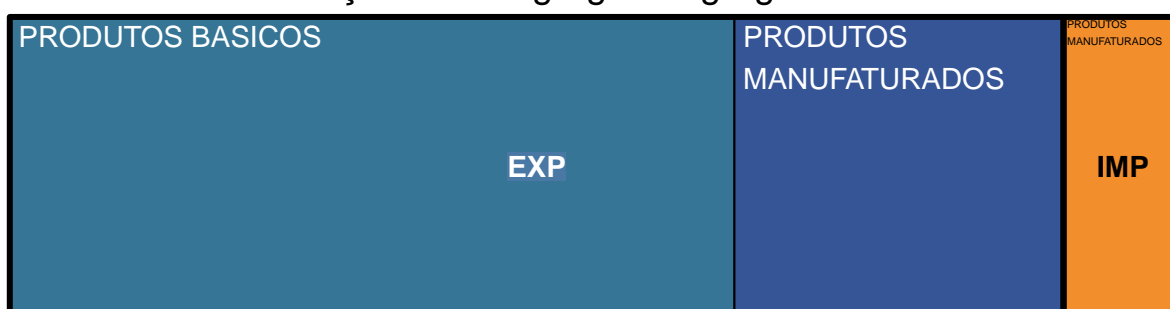 PRODUTOS BASICOS
PRODUTOS
MANUFATURADOS
PRODUTOS
MANUFATURADOS
EXP
IMP